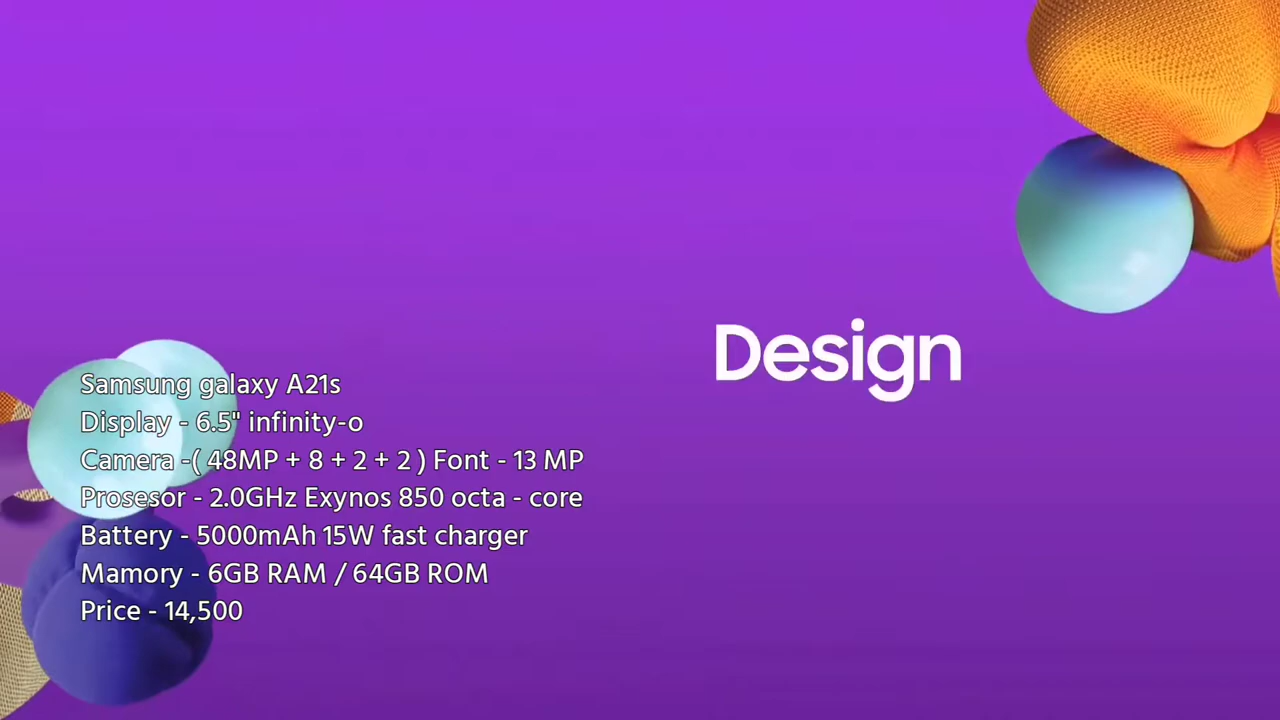 Design
Samsung galaxy A21s
Display - 6.5" infinity-o
Camera -( 48MP + 8 + 2 + 2 ) Font - 13 MP
Prosesor - 2.0GHz Exynos 850 octa - core
Battery - 5000mAh 15W fast charger
Mamory - 6GB RAM / 64GB ROM
Price - 14,500